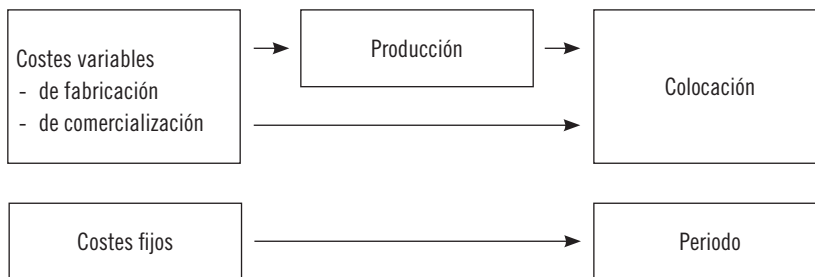 Costes variables
- de fabricación
- de comercialización
Producción
Colocación
Costes fijos
Periodo